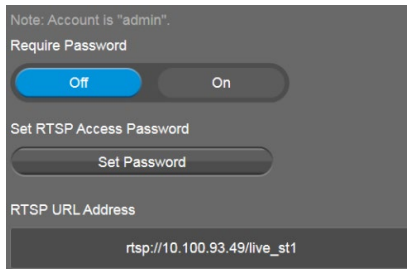 Note: Account is "admin".
Require Password
Off On
Set RTSP Access Password
Set Password
RTSP URL Address
rtsp://10.100.93.49/live_st1